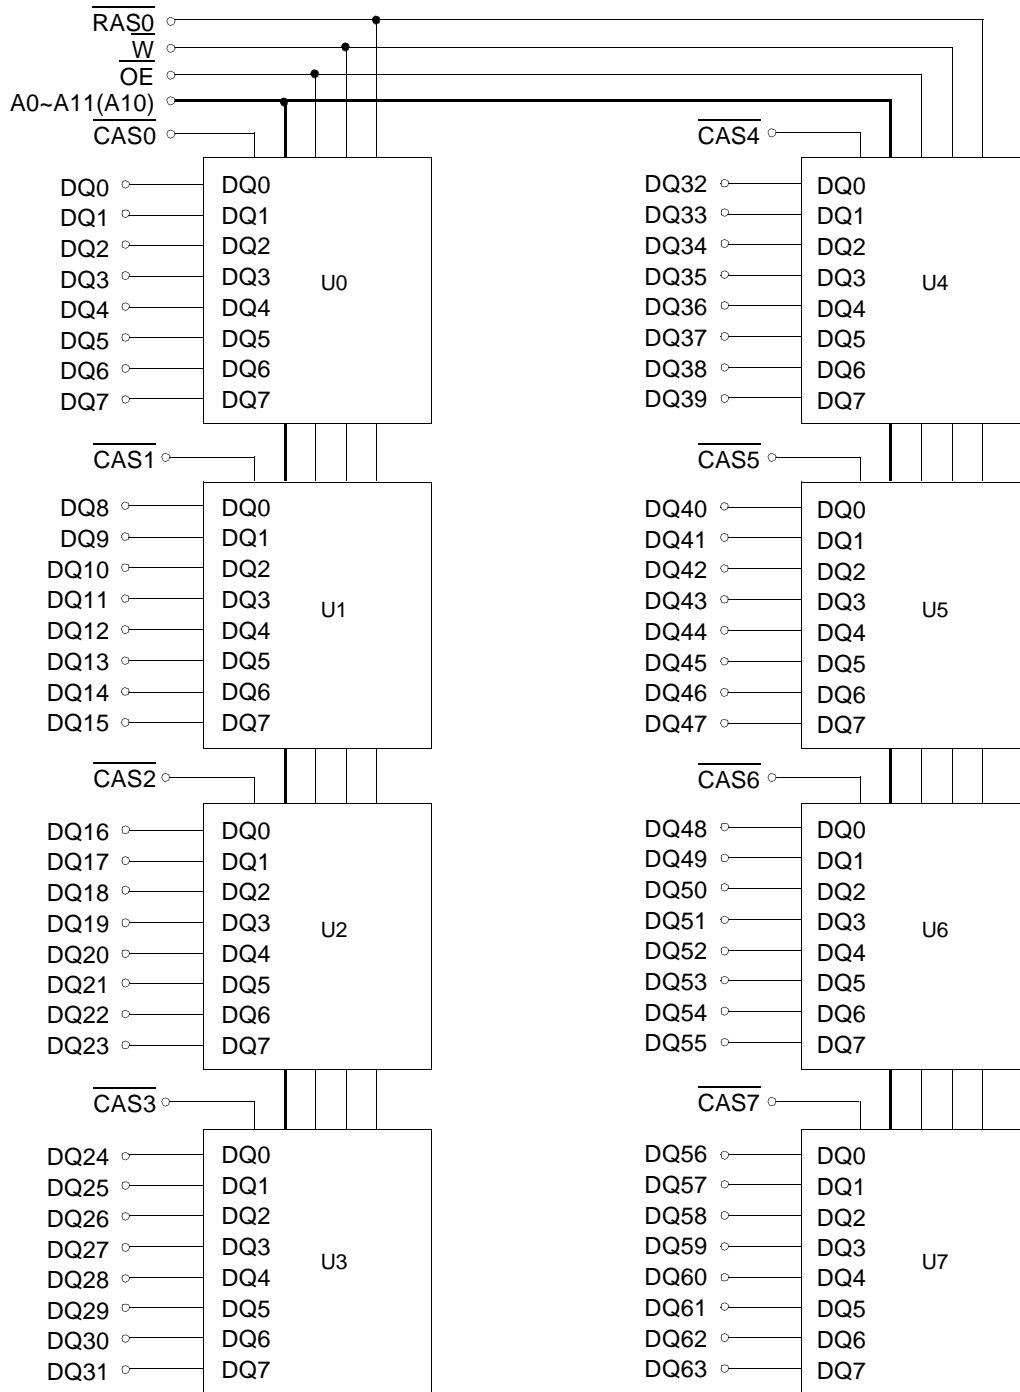 RAS0
W
OE
A0~A11(A10)
CAS0
DQ0 DQ0
DQ1 DQ1
DQ2 DQ2
DQ3 DQ3
U0
DQ4 DQ4
DQ5 DQ5
DQ6 DQ6
DQ7 DQ7
CAS1
DQ8 DQ0
DQ9 DQ1
DQ10 DQ2
DQ11 DQ3
U1
DQ12 DQ4
DQ13 DQ5
DQ14 DQ6
DQ15 DQ7
CAS2
DQ16 DQ0
DQ17 DQ1
DQ18 DQ2
DQ19 DQ3
U2
DQ20 DQ4
DQ21 DQ5
DQ22 DQ6
DQ23 DQ7
CAS3
DQ24 DQ0
DQ25 DQ1
DQ26 DQ2
DQ27 DQ3
U3
DQ28 DQ4
DQ29 DQ5
DQ30 DQ6
DQ31 DQ7
CAS4
DQ32 DQ0
DQ33 DQ1
DQ34 DQ2
DQ35 DQ3
U4
DQ36 DQ4
DQ37 DQ5
DQ38 DQ6
DQ39 DQ7
CAS5
DQ40 DQ0
DQ41 DQ1
DQ42 DQ2
DQ43 DQ3
U5
DQ44 DQ4
DQ45 DQ5
DQ46 DQ6
DQ47 DQ7
CAS6
DQ48 DQ0
DQ49 DQ1
DQ50 DQ2
DQ51 DQ3
U6
DQ52 DQ4
DQ53 DQ5
DQ54 DQ6
DQ55 DQ7
CAS7
DQ56 DQ0
DQ57 DQ1
DQ58 DQ2
DQ59 DQ3
U7
DQ60 DQ4
DQ61 DQ5
DQ62 DQ6
DQ63 DQ7